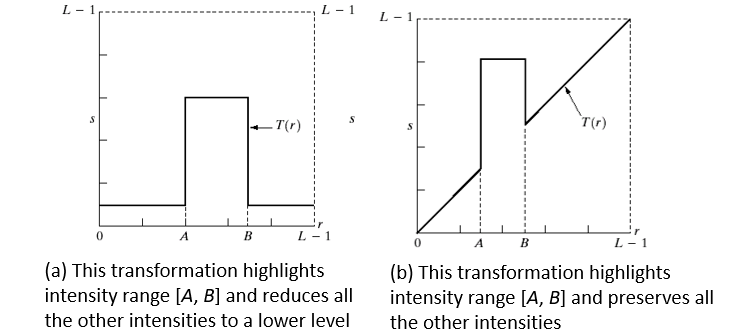 L – 1
s
T(r)
0
A
B
L – 1
r
(a) This transformation highlights
intensity range [A, B] and reduces all
the other intensities to a lower level
L – 1
s
L – 1
T(r)
0
A
B
L – 1
r
(b) This transformation highlights
intensity range [A, B] and preserves all
the other intensities